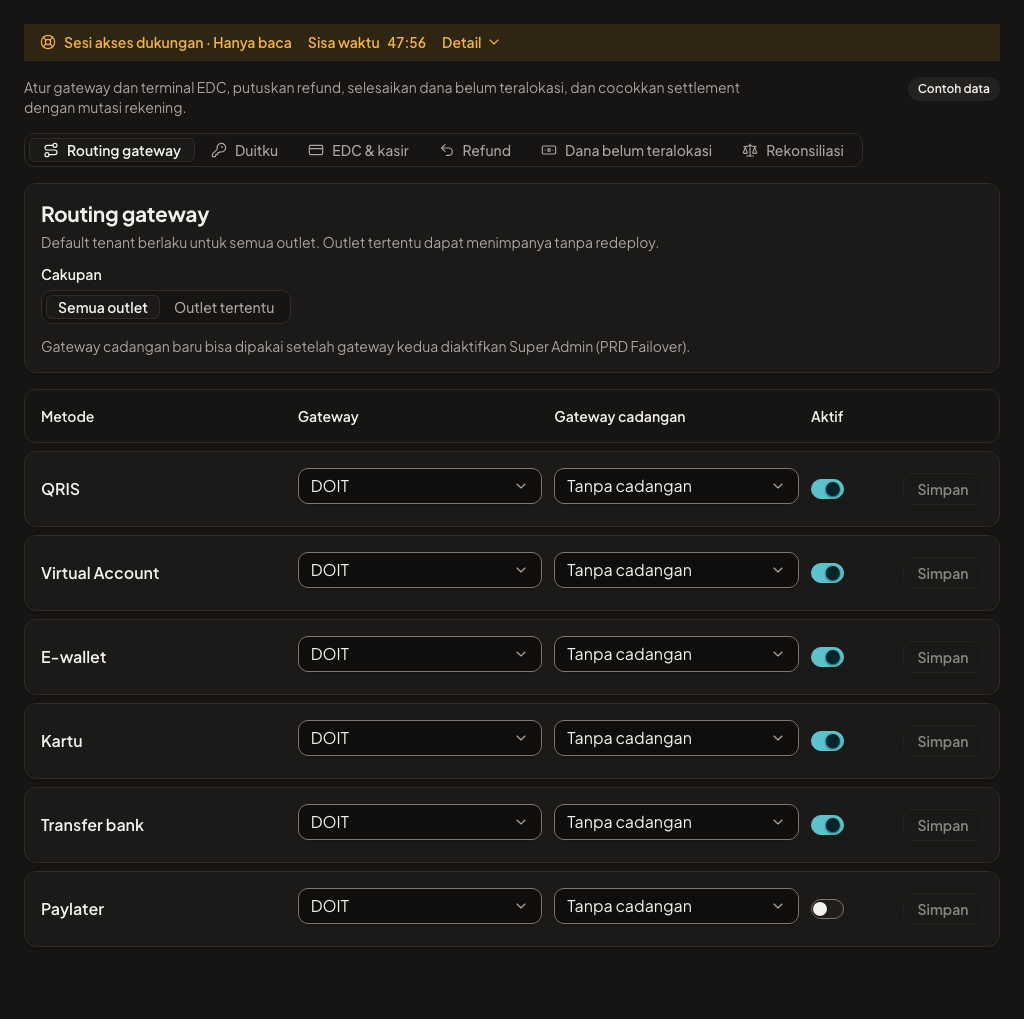 Sesi akses dukungan · Hanya baca Sisa waktu 47:56 Detail
Atur gateway dan terminal EDC, putuskan refund, selesaikan dana belum teralokasi, dan cocokkan settlement
dengan mutasi rekening.
Contoh data
Routing gateway Duitku EDC & kasir Refund Dana belum teralokasi Rekonsiliasi
Routing gateway
Default tenant berlaku untuk semua outlet. Outlet tertentu dapat menimpanya tanpa redeploy.
Cakupan
Semua outlet Outlet tertentu
Gateway cadangan baru bisa dipakai setelah gateway kedua diaktifkan Super Admin (PRD Failover).
Metode Gateway Gateway cadangan Aktif
QRIS DOIT Tanpa cadangan Simpan
Virtual Account DOIT Tanpa cadangan Simpan
E-wallet DOIT Tanpa cadangan Simpan
Kartu DOIT Tanpa cadangan Simpan
Transfer bank DOIT Tanpa cadangan Simpan
Paylater DOIT Tanpa cadangan Simpan